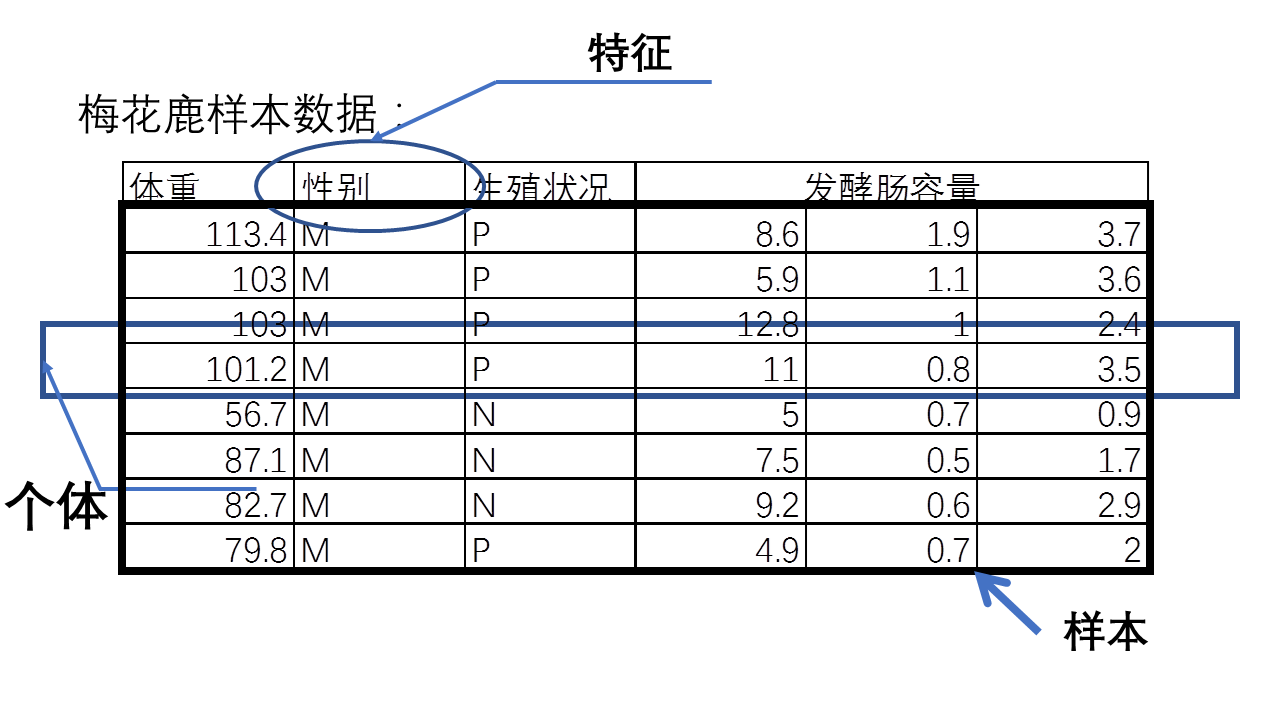 特征
梅花鹿样本数据：
体重 性别 生殖状况 发酵肠容量
113.4 M P 8.6 1.9 3.7
103 M P 5.9 1.1 3.6
103 M P 12.8 1 2.4
101.2 M P 11 0.8 3.5
56.7 M N 5 0.7 0.9
87.1 M N 7.5 0.5 1.7
82.7 M N 9.2 0.6 2.9
79.8 M P 4.9 0.7 2
个体
样本